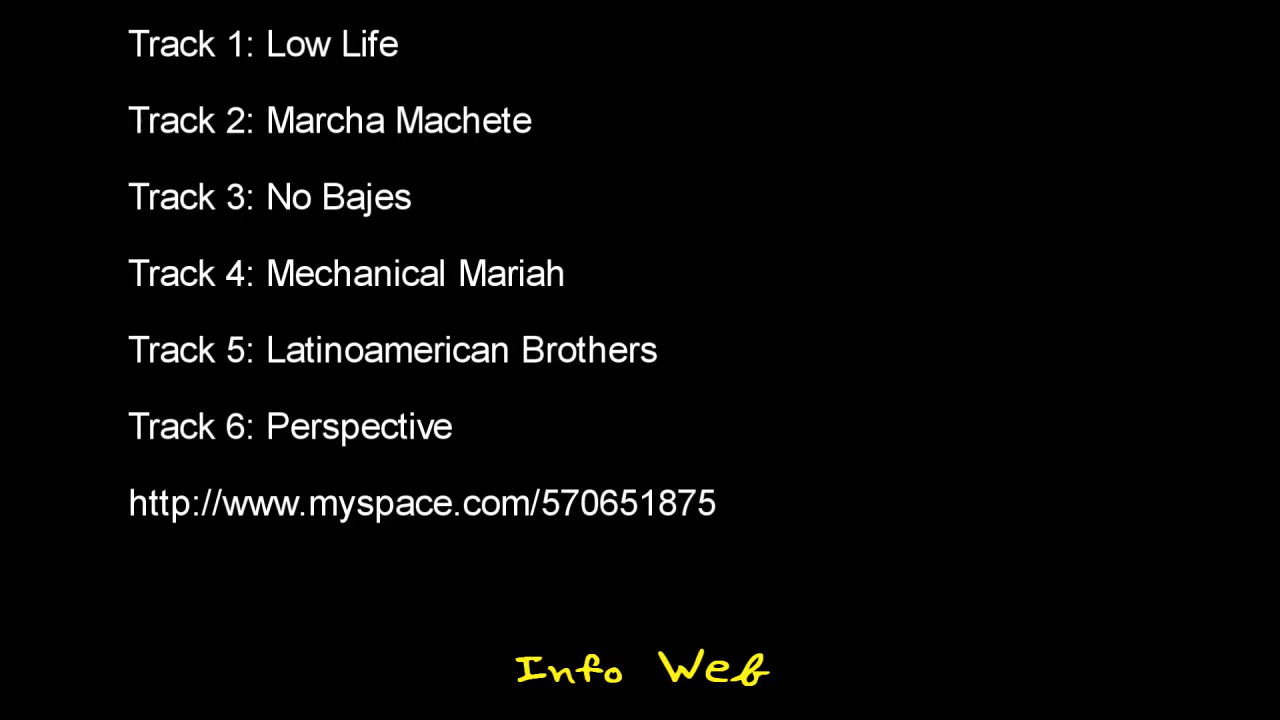 Track 1: Low Life
Track 2: Marcha Machete
Track 3: No Bajes
Track 4: Mechanical Mariah
Track 5: Latinoamerican Brothers
Track 6: Perspective
http://www.myspace.com/570651875
Info Web